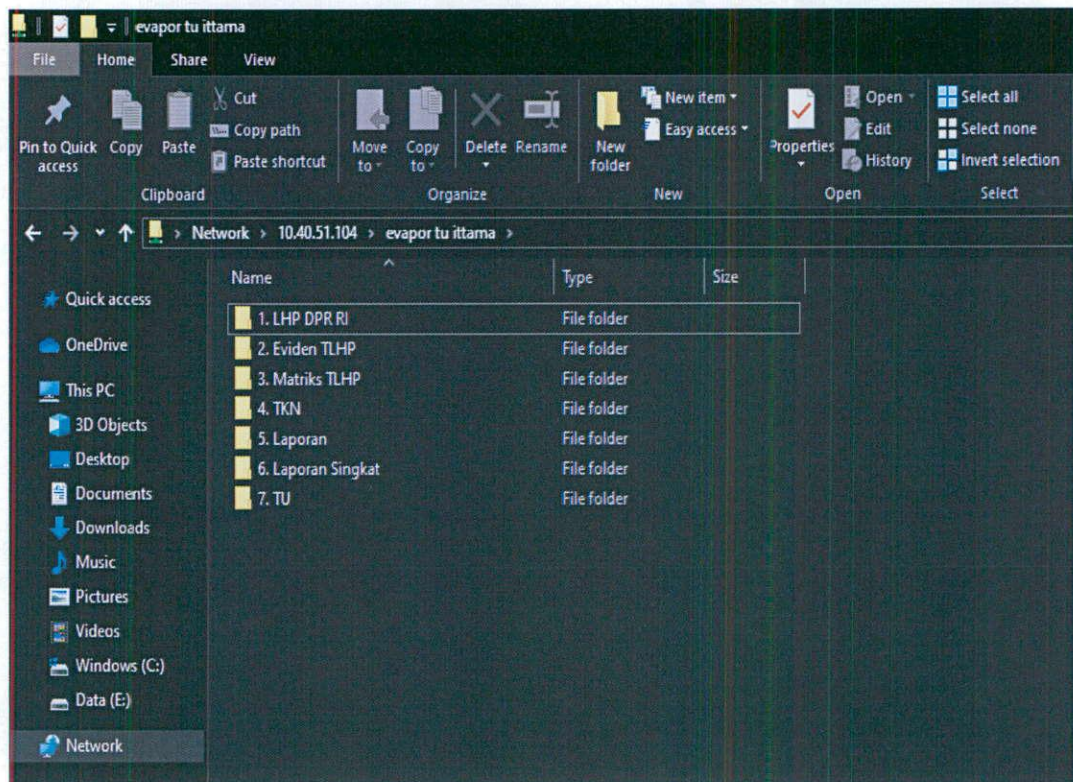 evapor tu ittama
File Home Share View
Pin to Quick access
Copy
Paste
Cut
Copy path
Paste shortcut
Clipboard
Move to
Copy to
Delete
Rename
Organize
New folder
New item
Easy access
New
Properties
Open
Edit
History
Open
Select all
Select none
Invert selection
Select
Network > 10.40.51.104 > evapor tu ittama >
Quick access
OneDrive
This PC
3D Objects
Desktop
Documents
Downloads
Music
Pictures
Videos
Windows (C:)
Data (E:)
Network
Name Type Size
1. LHP DPR RI File folder
2. Eviden TLHP File folder
3. Matriks TLHP File folder
4. TKN File folder
5. Laporan File folder
6. Laporan Singkat File folder
7. TU File folder